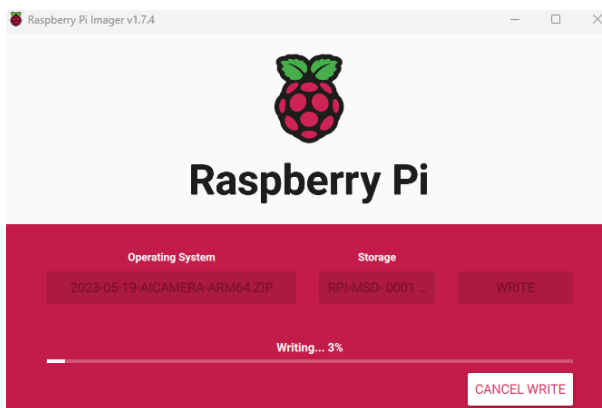 Raspberry Pi Imager v1.7.4
Raspberry Pi
Operating System Storage
2023-05-19-AICAMERA-ARM64.ZIP RPI-MSD- 0001 ... WRITE
Writing... 3%
CANCEL WRITE